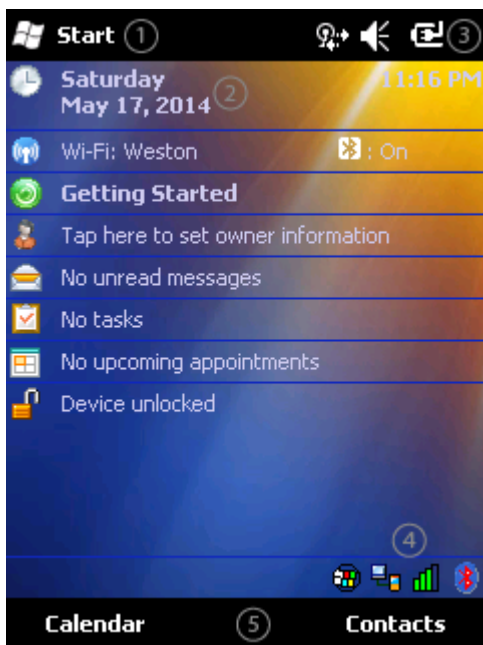 Start 1 3
Saturday 11:16 PM
May 17, 2014 2
Wi-Fi: Weston : On
Getting Started
Tap here to set owner information
No unread messages
No tasks
No upcoming appointments
Device unlocked
4
Calendar 5 Contacts